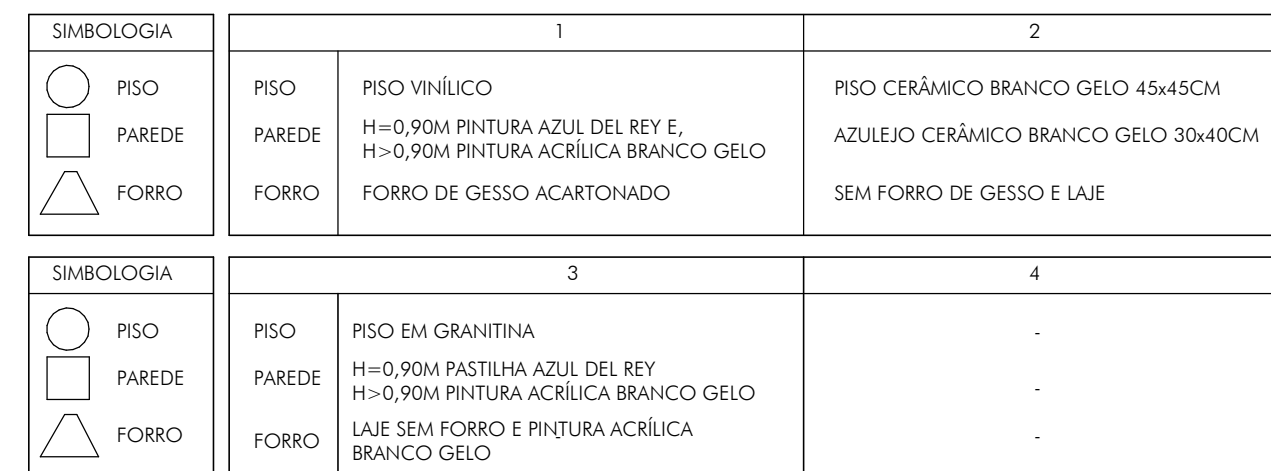 SIMBOLOGIA 1 2
PISO PISO PISO VINÍLICO PISO CERÂMICO BRANCO GELO 45x45CM
PAREDE PAREDE H=0,90M PINTURA AZUL DEL REY E, AZULEJO CERÂMICO BRANCO GELO 30x40CM
H>0,90M PINTURA ACRÍLICA BRANCO GELO
FORRO FORRO FORRO DE GESSO ACARTONADO SEM FORRO DE GESSO E LAJE
SIMBOLOGIA 3 4
PISO PISO PISO EM GRANITINA -
PAREDE PAREDE H=0,90M PASTILHA AZUL DEL REY -
H>0,90M PINTURA ACRÍLICA BRANCO GELO
FORRO FORRO LAJE SEM FORRO E PINTURA ACRÍLICA -
BRANCO GELO